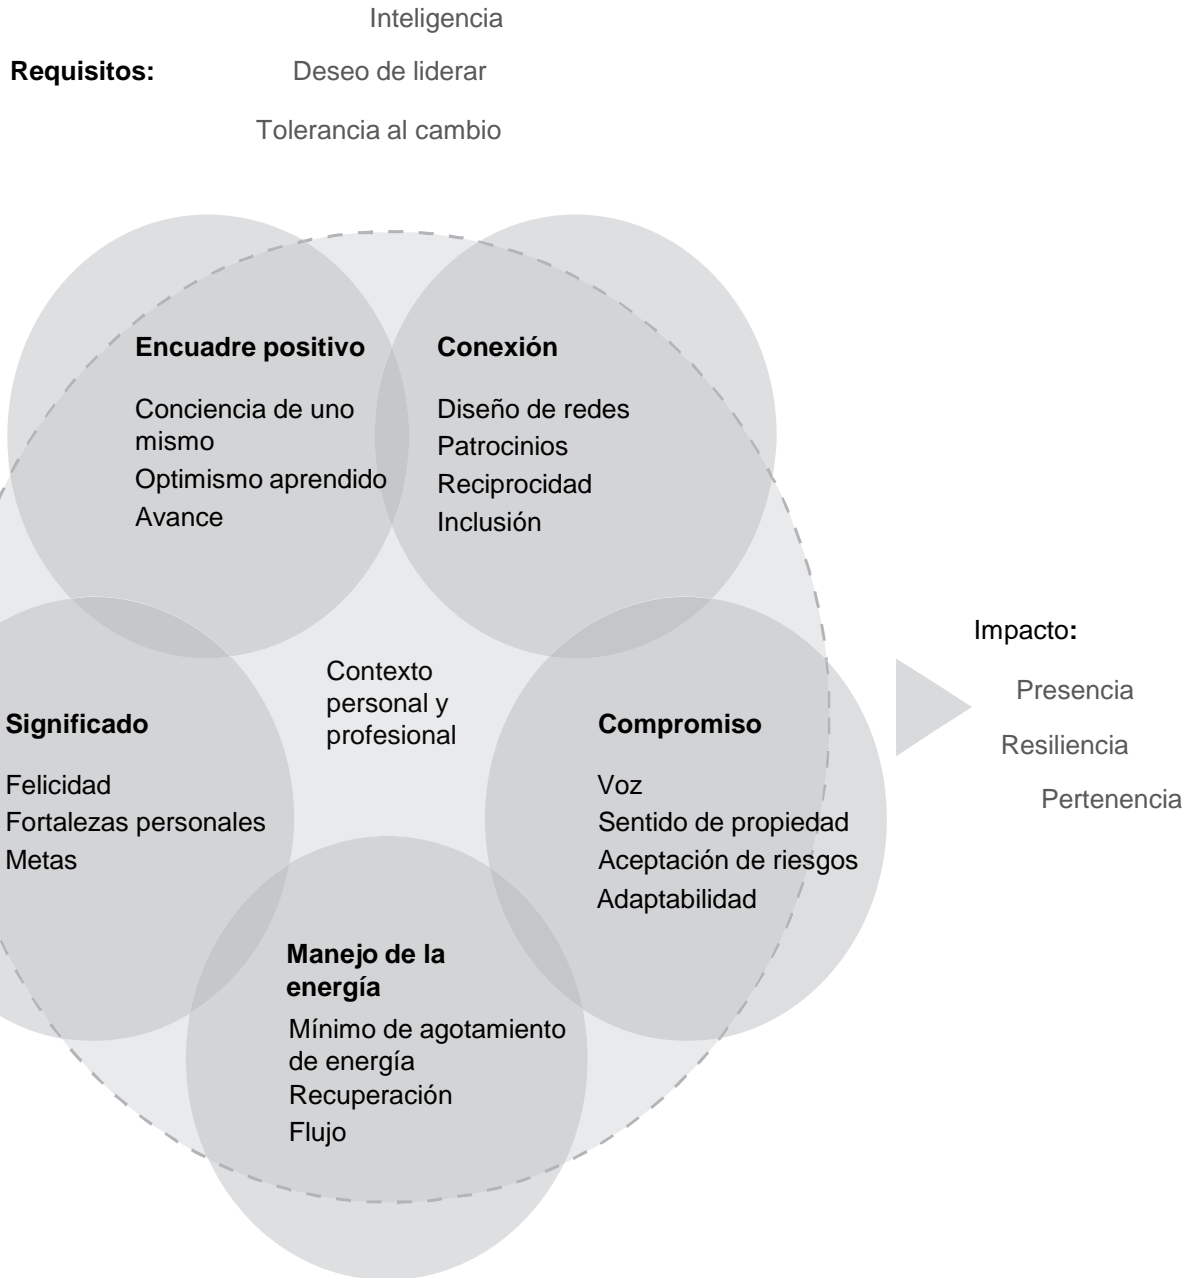 Inteligencia
Requisitos: Deseo de liderar
Tolerancia al cambio
Encuadre positivo
Conciencia de uno
mismo
Optimismo aprendido
Avance
Conexión
Diseño de redes
Patrocinios
Reciprocidad
Inclusión
Significado
Felicidad
Fortalezas personales
Metas
Contexto
personal y
profesional
Compromiso
Voz
Sentido de propiedad
Aceptación de riesgos
Adaptabilidad
Manejo de la
energía
Mínimo de agotamiento
de energía
Recuperación
Flujo
Impacto:
Presencia
Resiliencia
Pertenencia